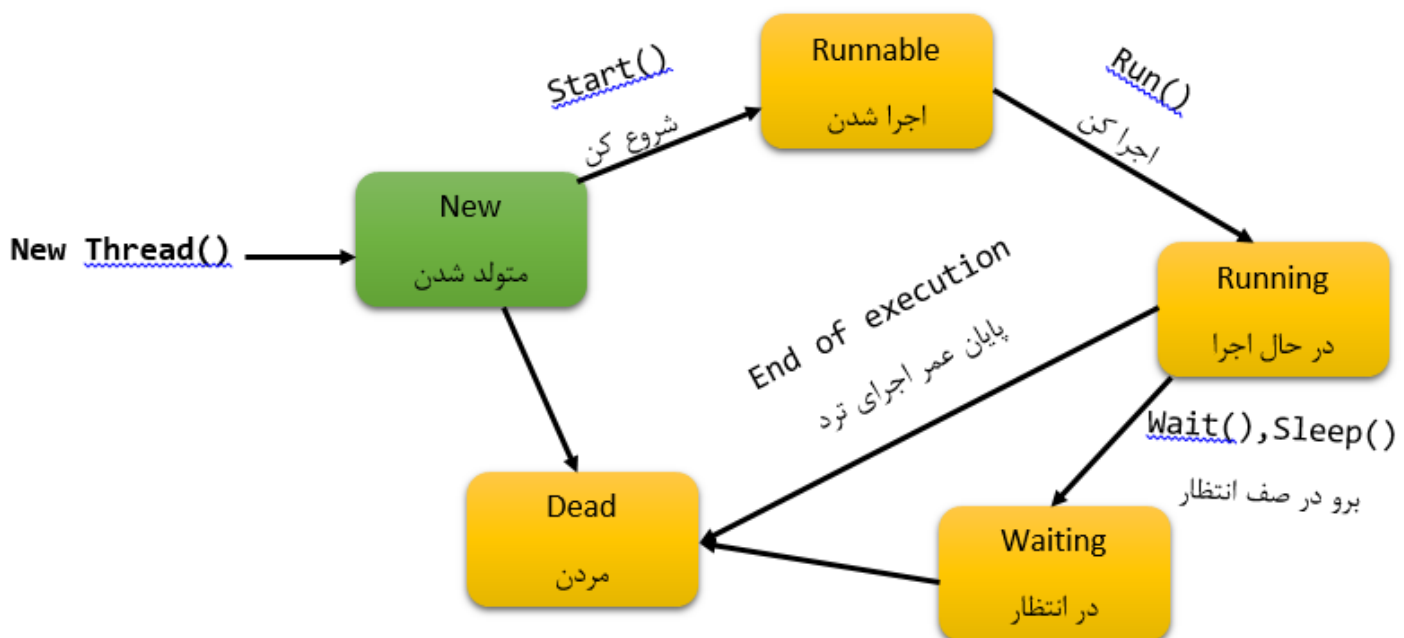 Start()
شروع کن
Runnable
اجرا شدن
Run()
اجرا کن
New Thread()
New
متولد شدن
End of execution
پایان عمر اجرای ترد
Running
در حال اجرا
Wait(),Sleep()
برو در صف انتظار
Dead
مردن
Waiting
در انتظار